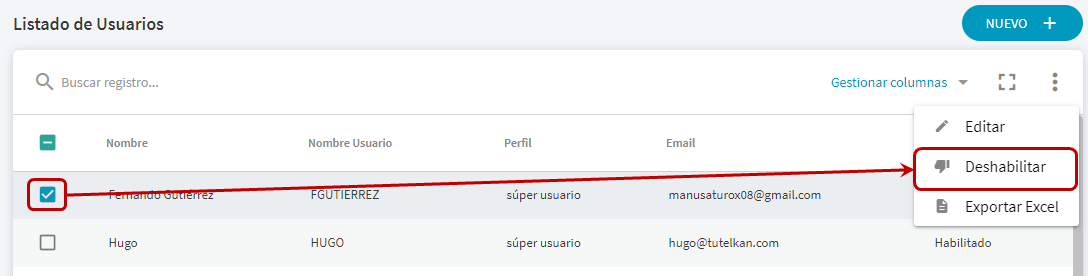 Listado de Usuarios
NUEVO +
Buscar registro...
Gestionar columnas
Nombre Nombre Usuario Perfil Email
Editar
Deshabilitar
Exportar Excel
Fernando Gutierrez FGUTIERREZ súper usuario manusaturox08@gmail.com
Hugo HUGO súper usuario hugo@tutelkan.com Habilitado